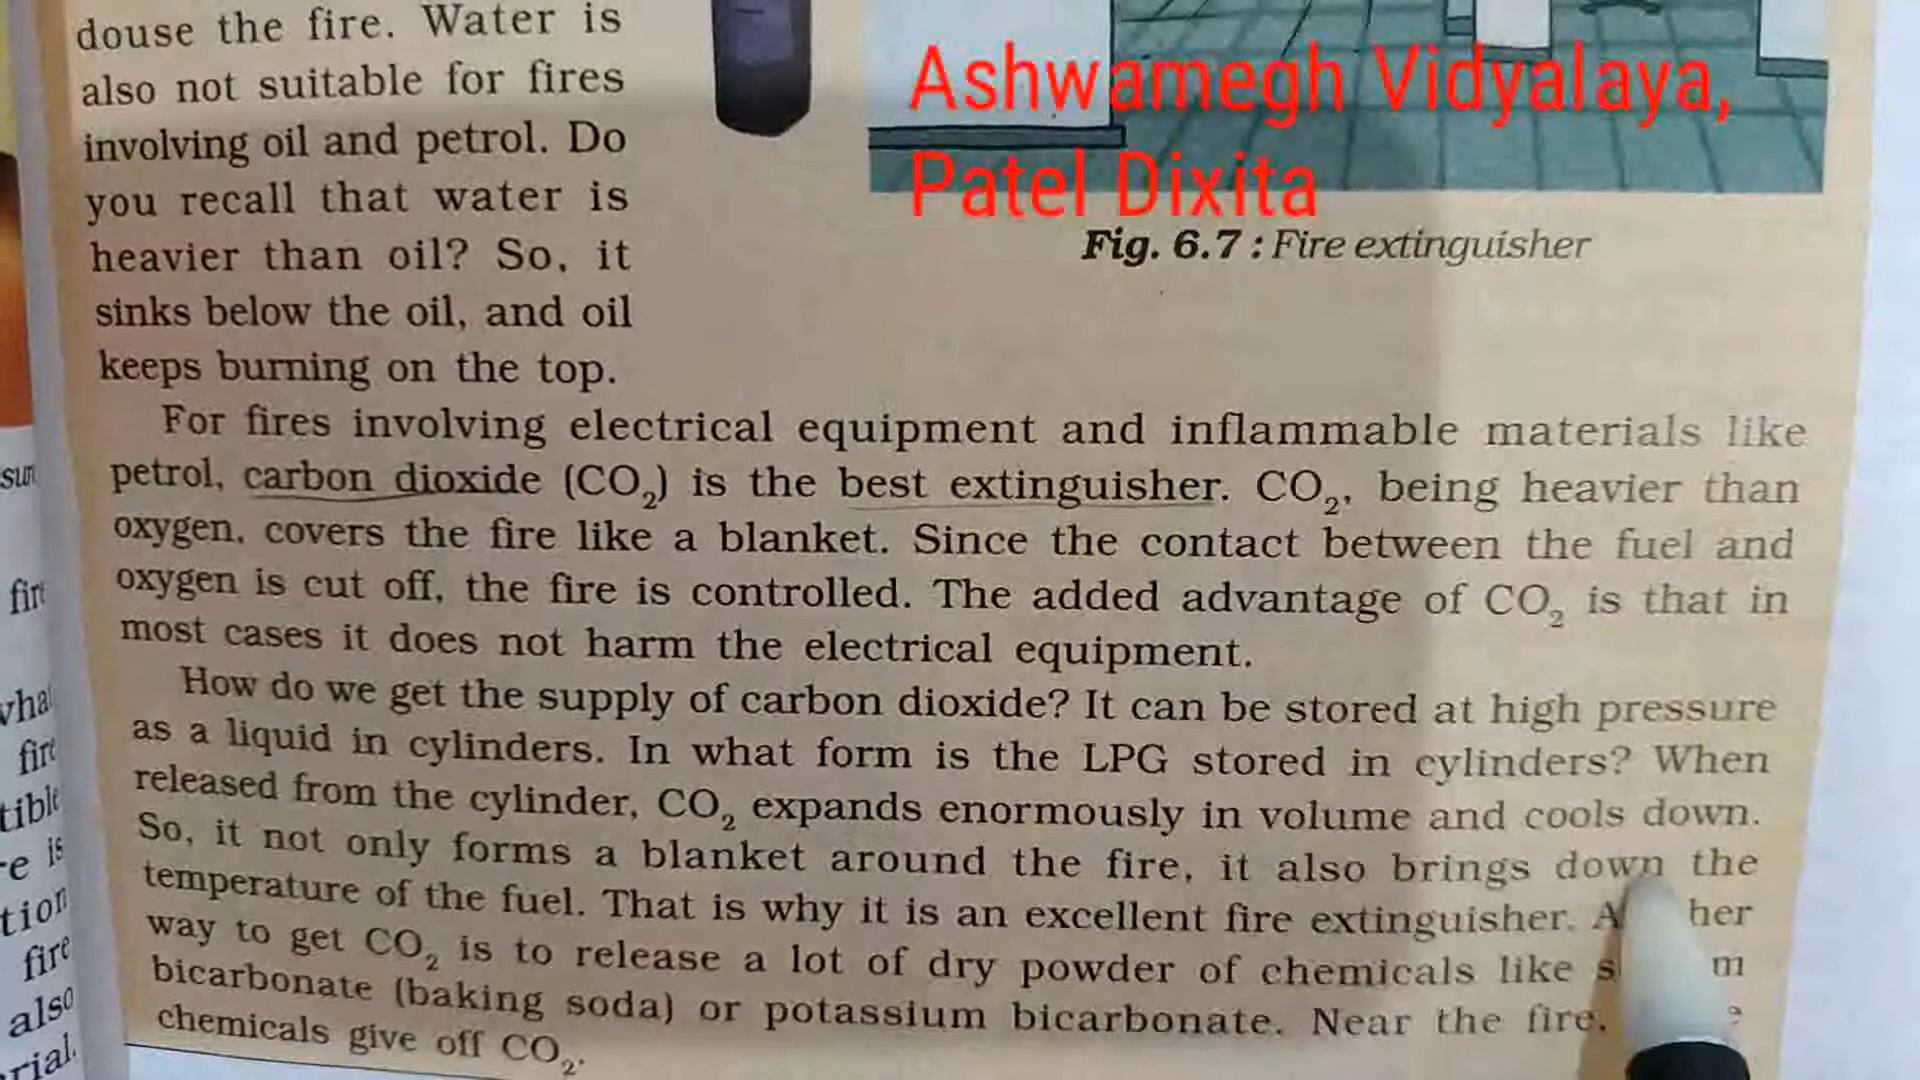 douse the fire. Water is
also not suitable for fires
involving oil and petrol. Do
you recall that water is
heavier than oil? So, it
sinks below the oil, and oil
keeps burning on the top.
Ashwamegh Vidyalaya,
Patel Dixita
Fig. 6.7 : Fire extinguisher
For fires involving electrical equipment and inflammable materials like
petrol, carbon dioxide (CO₂) is the best extinguisher. CO₂, being heavier than
oxygen, covers the fire like a blanket. Since the contact between the fuel and
oxygen is cut off, the fire is controlled. The added advantage of CO₂ is that in
most cases it does not harm the electrical equipment.
How do we get the supply of carbon dioxide? It can be stored at high pressure
as a liquid in cylinders. In what form is the LPG stored in cylinders? When
released from the cylinder, CO₂ expands enormously in volume and cools down.
So, it not only forms a blanket around the fire, it also brings down the
temperature of the fuel. That is why it is an excellent fire extinguisher.
way to get CO₂ is to release a lot of dry powder of chemicals like
bicarbonate (baking soda) or potassium bicarbonate. Near the fire,
chemicals give off CO₂.
fire
also